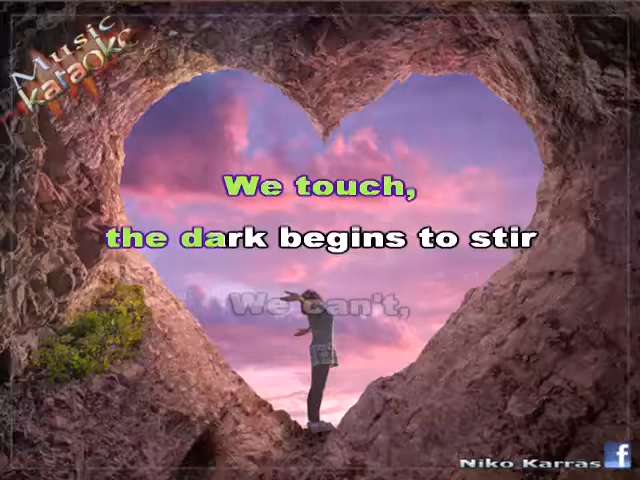 Music
karaoke
We touch,
the dark begins to stir
We can't,
Niko Karras f